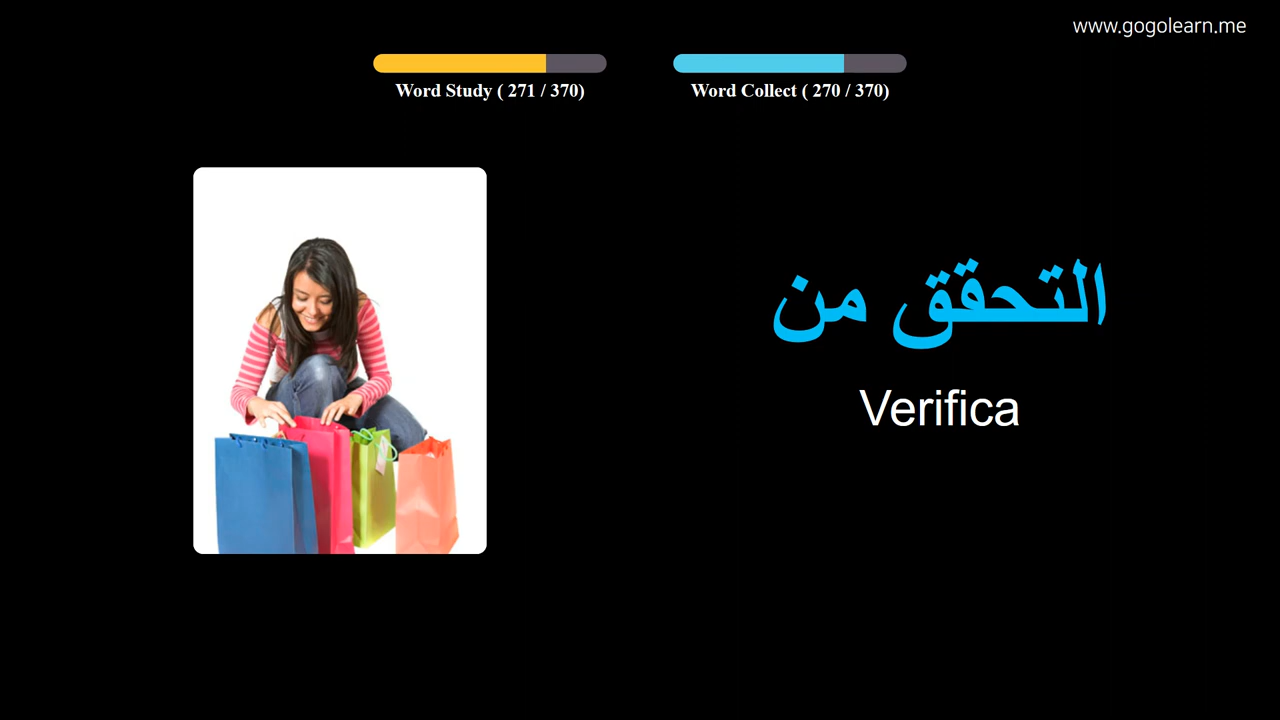 www.gogolearn.me
Word Study ( 271 / 370)
Word Collect ( 270 / 370)
التحقق من
Verifica